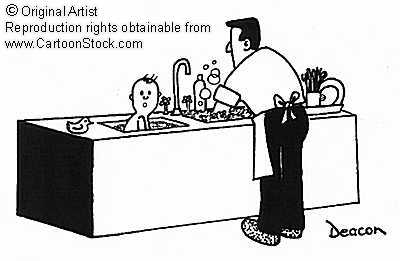 © Original Artist
Reproduction rights obtainable from
www.CartoonStock.com
Deacon